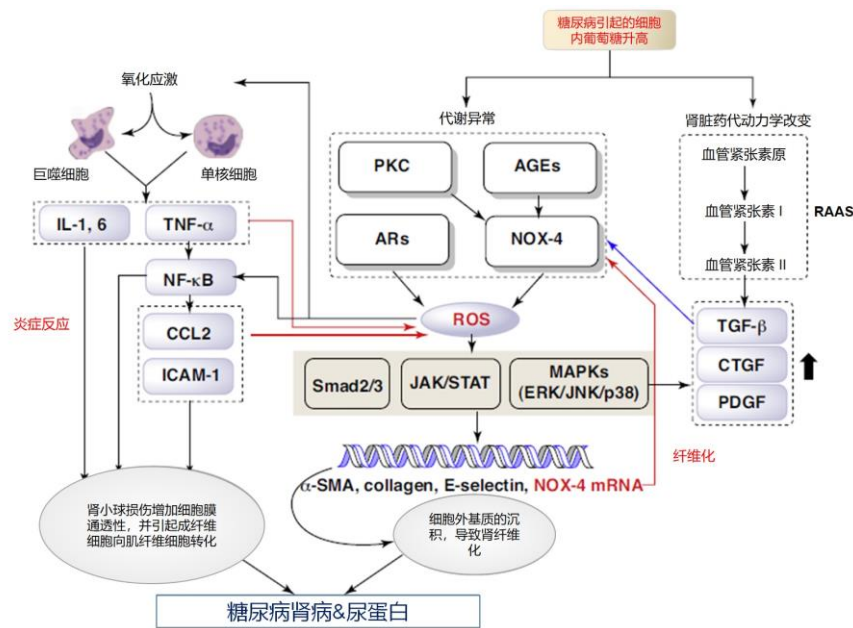 糖尿病引起的细胞
内葡萄糖升高
氧化应激
代谢异常
肾脏药代动力学改变
巨噬细胞
单核细胞
PKC
AGEs
血管紧张素原
IL-1, 6
TNF-α
ARs
NOX-4
血管紧张素 I
RAAS
血管紧张素 II
NF-κB
炎症反应
CCL2
ROS
TGF-β
ICAM-1
Smad2/3
JAK/STAT
MAPKs
(ERK/JNK/p38)
CTGF
PDGF
纤维化
α-SMA, collagen, E-selectin, NOX-4 mRNA
肾小球损伤增加细胞膜
通透性，并引起成纤维
细胞向肌纤维细胞转化
细胞外基质的沉
积，导致肾纤维
化
糖尿病肾病&尿蛋白